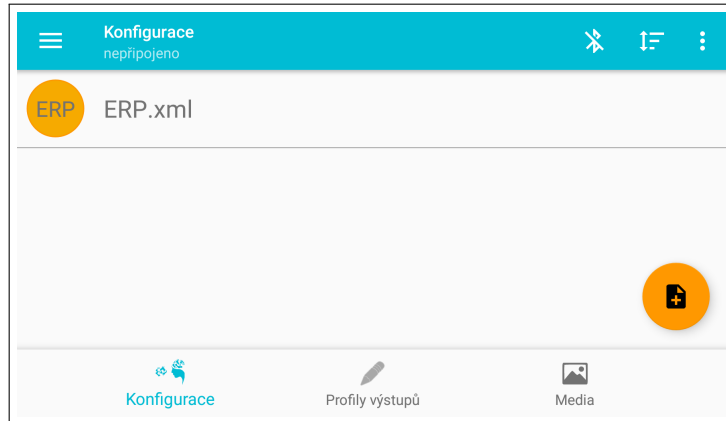 Konfigurace
nepřipojeno
ERP ERP.xml
Konfigurace Profily výstupů Media